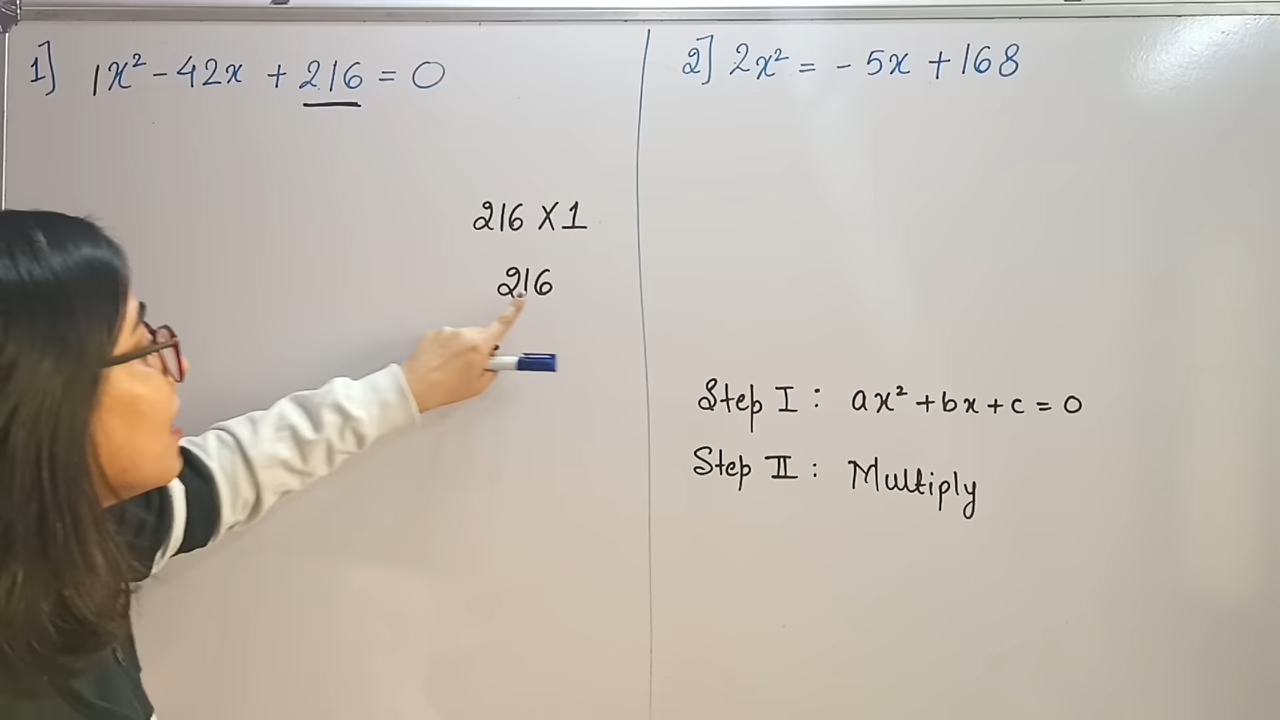 1] 1x² - 42x + 216 = 0
216 X 1
216
2] 2x² = - 5x + 168
Step I : ax² + bx + c = 0
Step II : Multiply